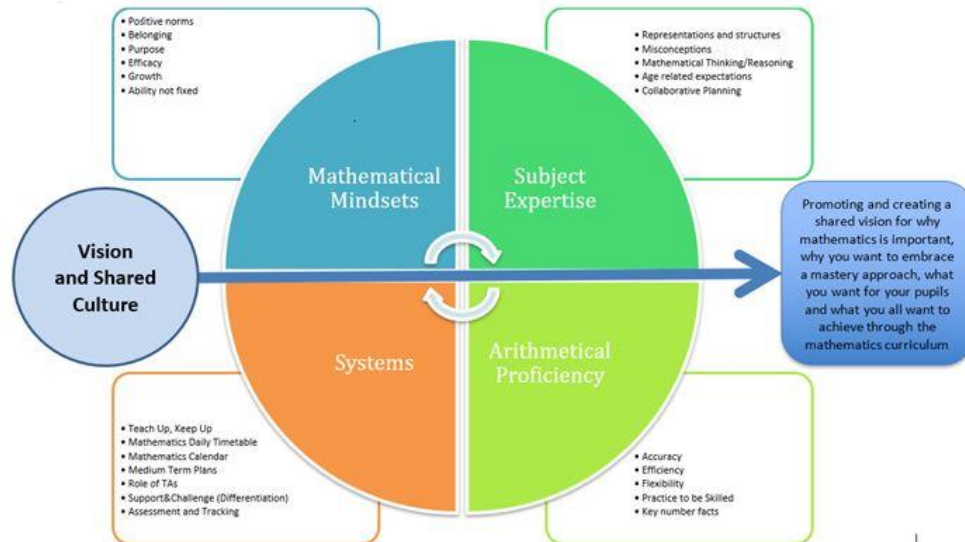 • Positive norms
• Belonging
• Purpose
• Efficacy
• Growth
• Ability not fixed
• Representations and structures
• Misconceptions
• Mathematical Thinking/Reasoning
• Age related expectations
• Collaborative Planning
Mathematical
Mindsets
Subject
Expertise
Vision
and Shared
Culture
Promoting and creating a
shared vision for why
mathematics is important,
why you want to embrace
a mastery approach, what
you want for your pupils
and what you all want to
achieve through the
mathematics curriculum
Systems
Arithmetical
Proficiency
• Teach Up, Keep Up
• Mathematics Daily Timetable
• Mathematics Calendar
• Medium Term Plans
• Role of TAs
• Support&Challenge (Differentiation)
• Assessment and Tracking
• Accuracy
• Efficiency
• Flexibility
• Practice to be Skilled
• Key number facts